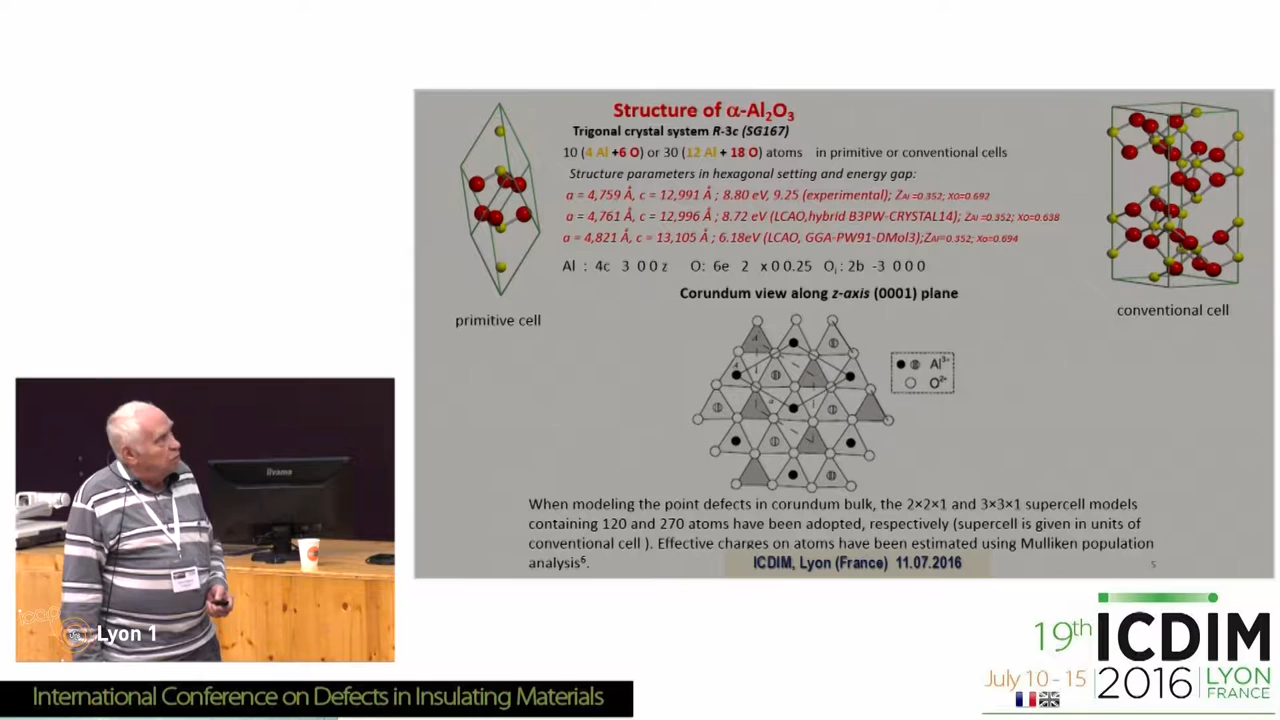 Structure of α-Al2O3
Trigonal crystal system R-3c (SG167)
10 (4 Al +6 O) or 30 (12 Al + 18 O) atoms in primitive or conventional cells
Structure parameters in hexagonal setting and energy gap:
a = 4,759 Å, c = 12,991 Å ; 8.80 eV, 9.25 (experimental); ZAl =0.352; XO=0.692
a = 4,761 Å, c = 12,996 Å ; 8.72 eV (LCAO,hybrid B3PW-CRYSTAL14); ZAl =0.352; XO=0.638
a = 4,821 Å, c = 13,105 Å ; 6.18eV (LCAO, GGA-PW91-DMol3);ZAl=0.352; XO=0.694
Al : 4c 3 0 0 z O: 6e 2 x 0 0.25 Oi : 2b -3 0 0 0
Corundum view along z-axis (0001) plane
primitive cell
conventional cell
Al3+
O2-
When modeling the point defects in corundum bulk, the 2×2×1 and 3×3×1 supercell models
containing 120 and 270 atoms have been adopted, respectively (supercell is given in units of
conventional cell ). Effective charges on atoms have been estimated using Mulliken population
analysis6.
ICDIM, Lyon (France) 11.07.2016
5
iiyama
Lyon 1
19th ICDIM
July 10 - 15 2016 LYON
FRANCE
International Conference on Defects in Insulating Materials